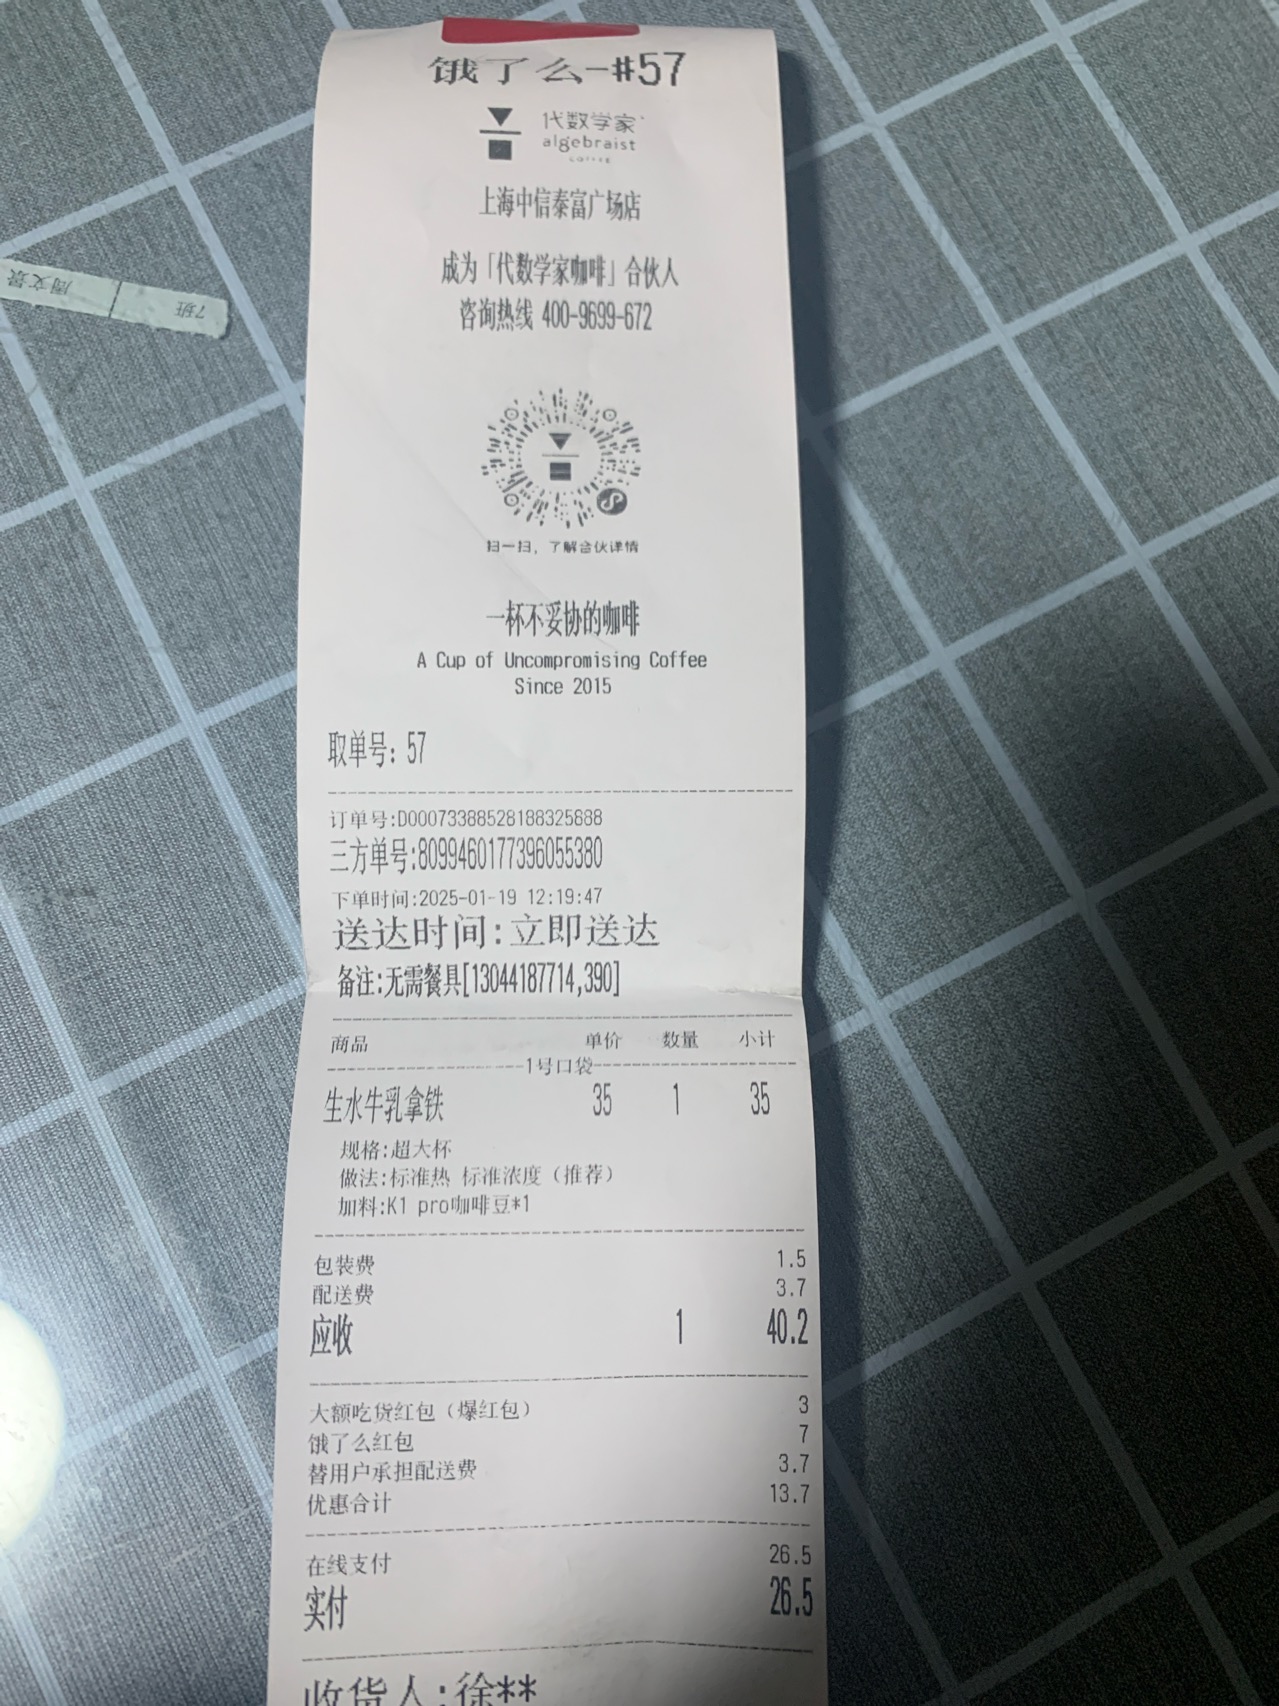 饿了么-#57
代数学家
algebraist
COFFEE
上海中信泰富广场店
成为「代数学家咖啡」合伙人
咨询热线 400-9699-672
扫一扫，了解合伙详情
一杯不妥协的咖啡
A Cup of Uncompromising Coffee
Since 2015
取单号: 57
订单号:D00073388528188325888
三方单号:8099460177396055380
下单时间:2025-01-19 12:19:47
送达时间:立即送达
备注:无需餐具[13044187714,390]
商品 单价 数量 小计
1号口袋
生水牛乳拿铁 35 1 35
规格:超大杯
做法:标准热 标准浓度（推荐）
加料:K1 pro咖啡豆*1
包装费 1.5
配送费 3.7
应收 1 40.2
大额吃货红包（爆红包） 3
饿了么红包 7
替用户承担配送费 3.7
优惠合计 13.7
在线支付 26.5
实付 26.5
收货人:徐**
7班 周文景